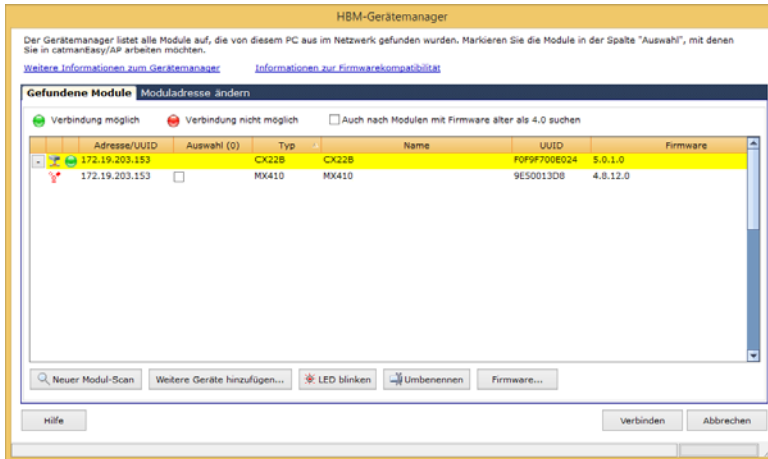 HBM-Gerätemanager
Der Gerätemanager listet alle Module auf, die von diesem PC aus im Netzwerk gefunden wurden. Markieren Sie die Module in der Spalte "Auswahl", mit denen
Sie in catmanEasy/AP arbeiten möchten.
Weitere Informationen zum Gerätemanager Informationen zur Firmwarekompatibilität
Gefundene Module Moduladresse ändern
Verbindung möglich Verbindung nicht möglich Auch nach Modulen mit Firmware älter als 4.0 suchen
Adresse/UUID Auswahl (0) Typ Name UUID Firmware
172.19.203.153 CX22B CX22B F0F9F700E024 5.0.1.0
172.19.203.153 MX410 MX410 9E50013D8 4.8.12.0
Neuer Modul-Scan Weitere Geräte hinzufügen... LED blinken Umbenennen Firmware...
Hilfe Verbinden Abbrechen